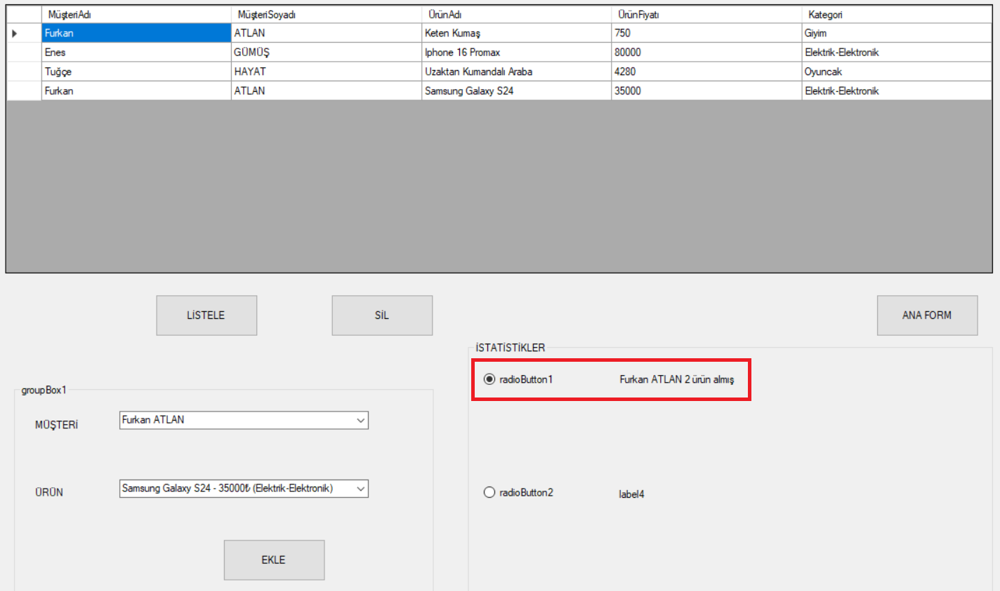 MüşteriAdı MüşteriSoyadı ÜrünAdı ÜrünFiyatı Kategori
Furkan ATLAN Keten Kumaş 750 Giyim
Enes GÜMÜŞ Iphone 16 Promax 80000 Elektrik-Elektronik
Tuğçe HAYAT Uzaktan Kumandalı Araba 4280 Oyuncak
Furkan ATLAN Samsung Galaxy S24 35000 Elektrik-Elektronik
LİSTELE SİL ANA FORM
İSTATİSTİKLER
radioButton1 Furkan ATLAN 2 ürün almış
groupBox1
MÜŞTERİ Furkan ATLAN
ÜRÜN Samsung Galaxy S24 - 35000₺ (Elektrik-Elektronik)
radioButton2 label4
EKLE